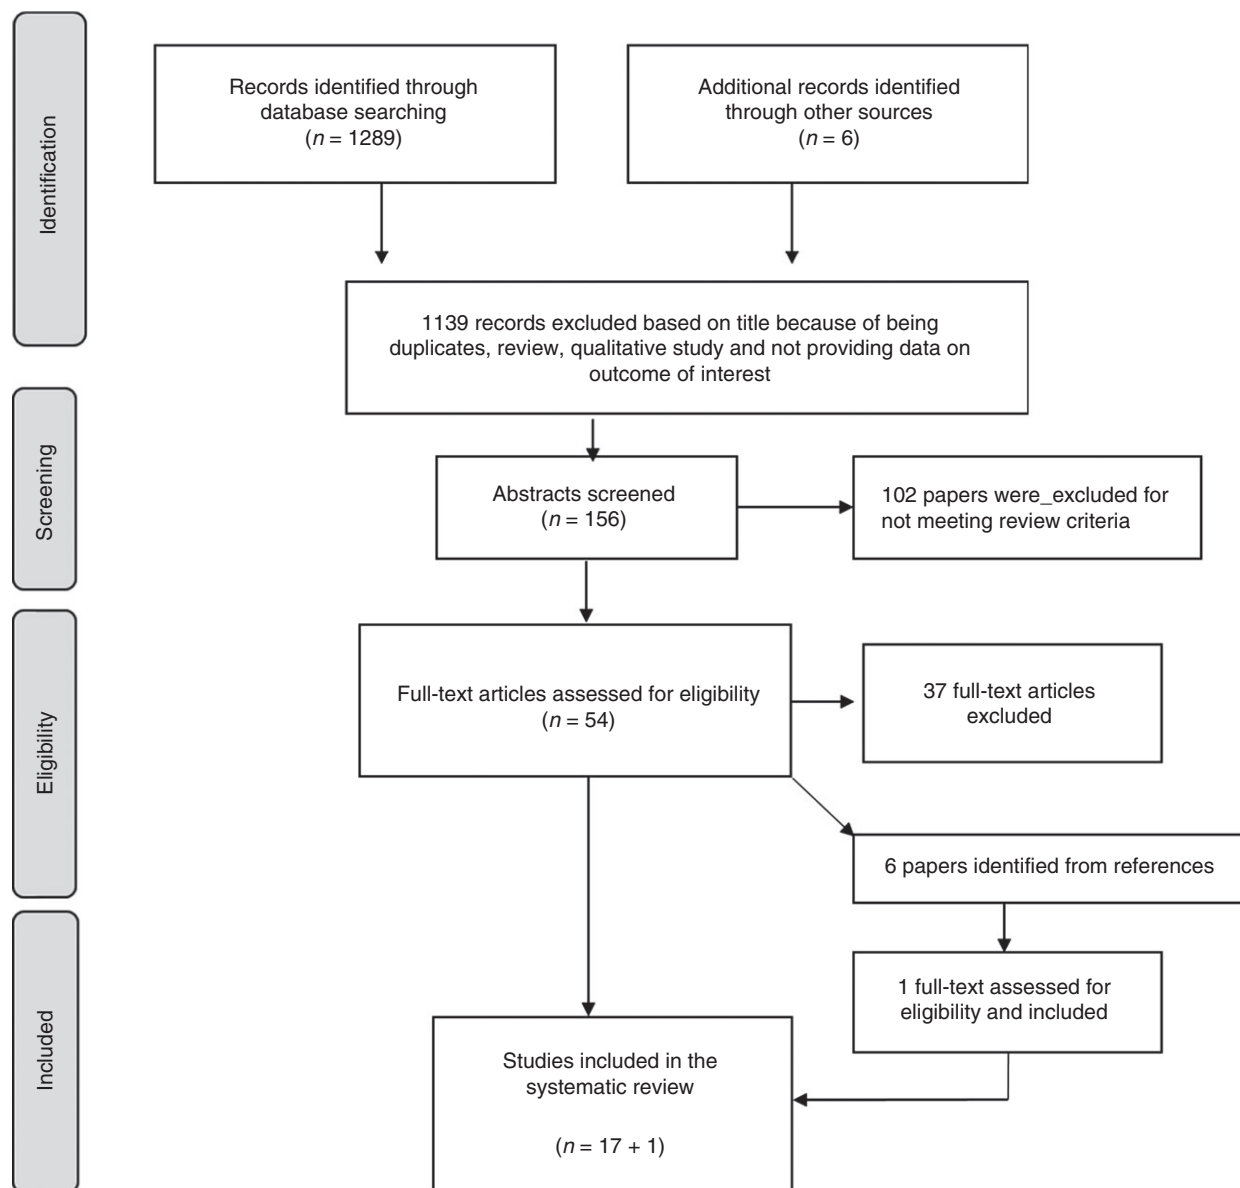 Identification
Records identified through
database searching
(n = 1289)
Additional records identified
through other sources
(n = 6)
1139 records excluded based on title because of being
duplicates, review, qualitative study and not providing data on
outcome of interest
Screening
Abstracts screened
(n = 156)
102 papers were_excluded for
not meeting review criteria
Eligibility
Full-text articles assessed for eligibility
(n = 54)
37 full-text articles
excluded
6 papers identified from references
Included
1 full-text assessed for
eligibility and included
Studies included in the
systematic review
(n = 17 + 1)